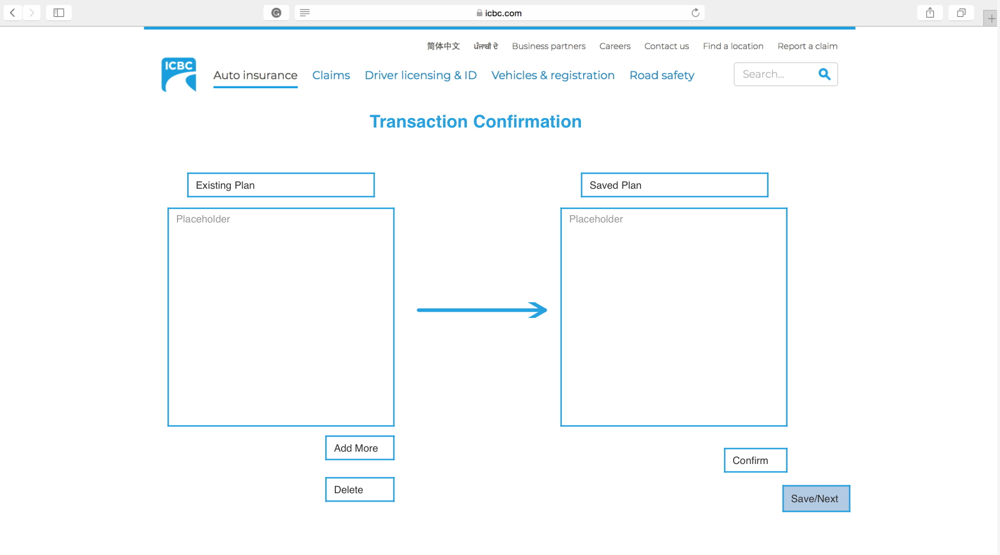 icbc.com
简体中文 ਪੰਜਾਬੀ ਦੇ Business partners Careers Contact us Find a location Report a claim
ICBC
Auto insurance Claims Driver licensing & ID Vehicles & registration Road safety Search...
Transaction Confirmation
Existing Plan Saved Plan
Placeholder Placeholder
Add More
Confirm
Delete
Save/Next